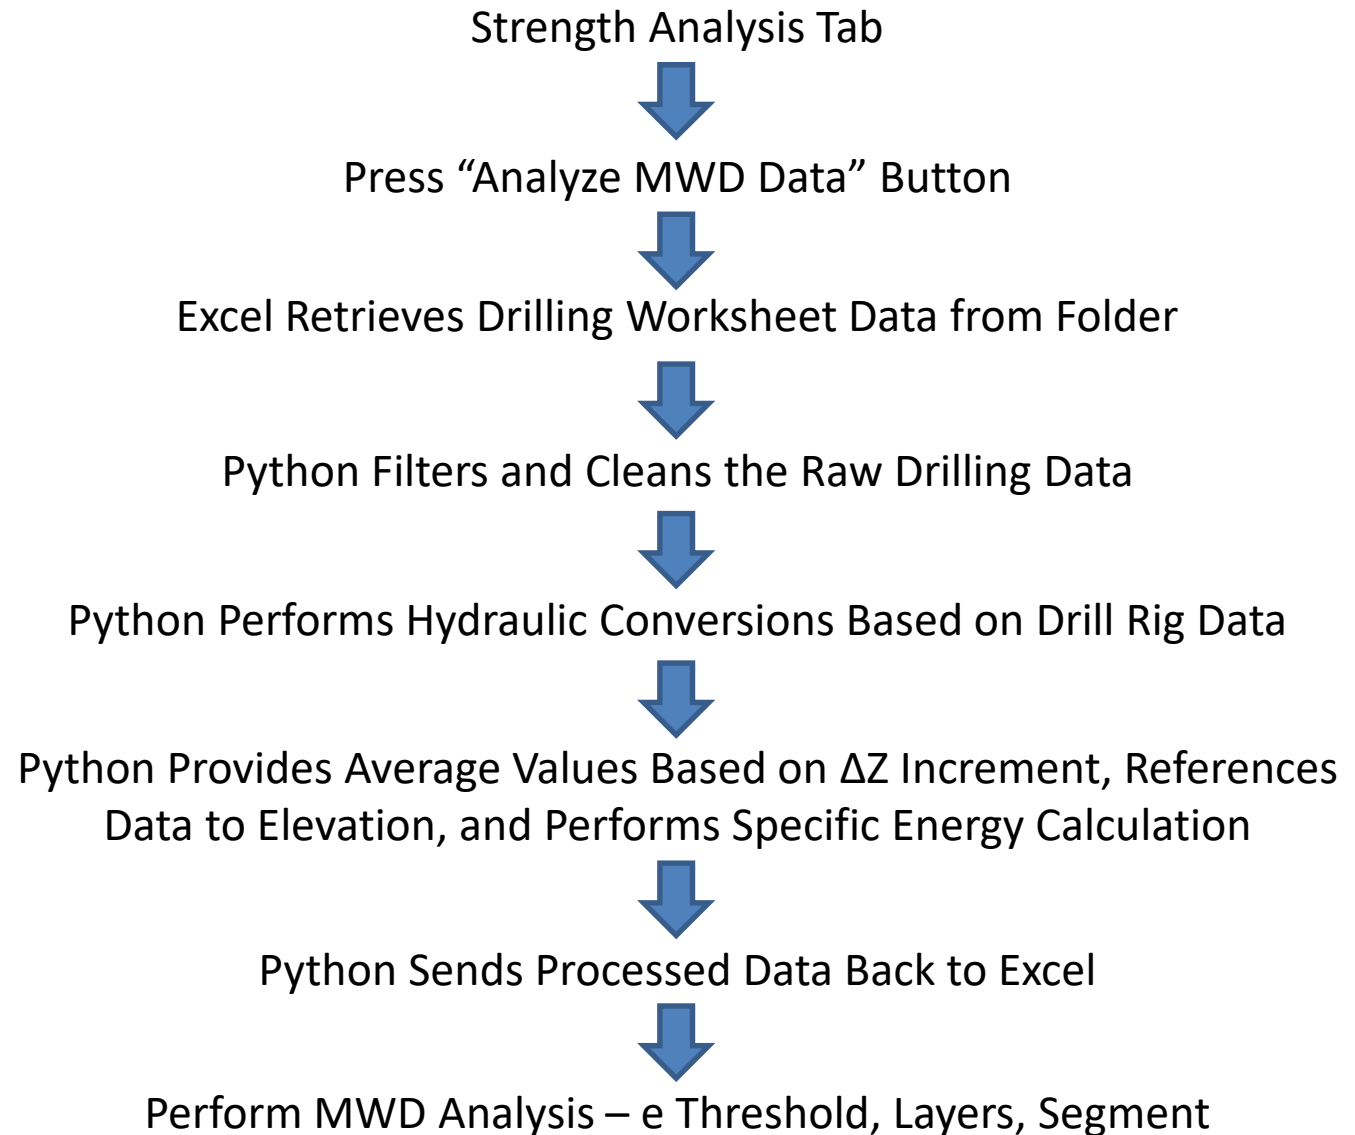 Strength Analysis Tab
Press “Analyze MWD Data” Button
Excel Retrieves Drilling Worksheet Data from Folder
Python Filters and Cleans the Raw Drilling Data
Python Performs Hydraulic Conversions Based on Drill Rig Data
Python Provides Average Values Based on ΔZ Increment, References
Data to Elevation, and Performs Specific Energy Calculation
Python Sends Processed Data Back to Excel
Perform MWD Analysis – e Threshold, Layers, Segment